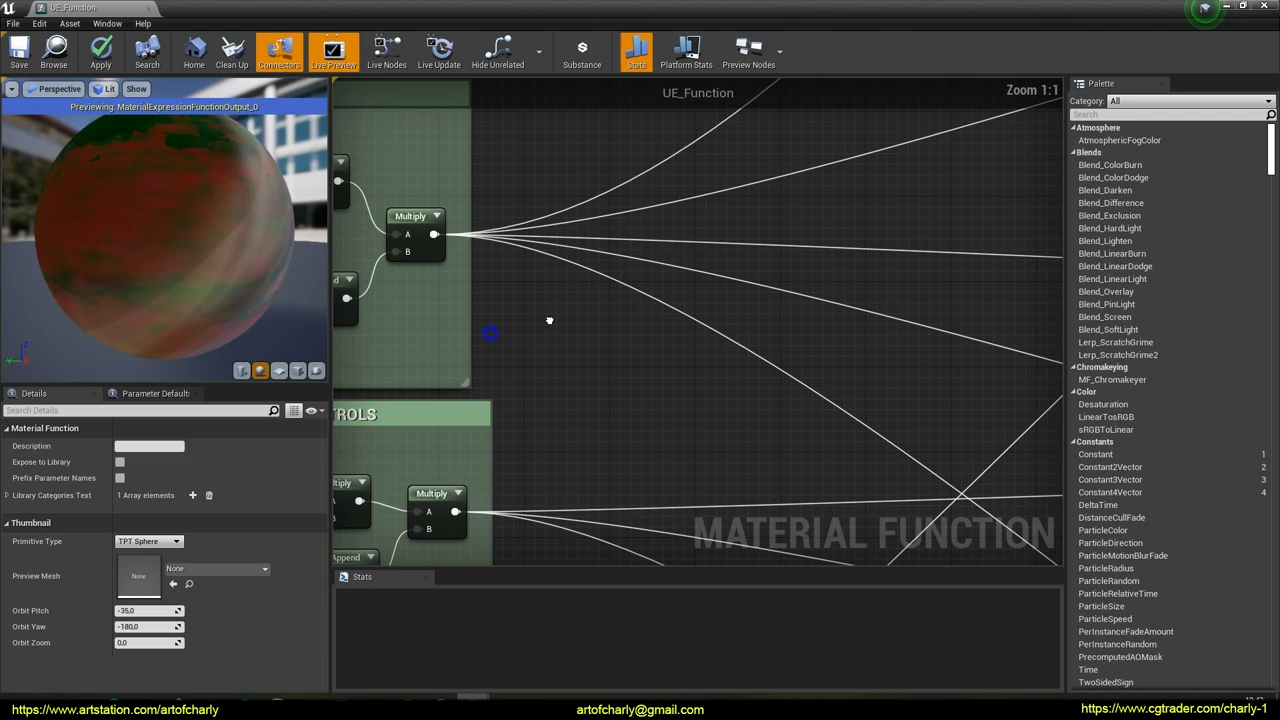 UE_Function
File Edit Asset Window Help
Save Browse Apply Search Home Clean Up Connectors Live Preview Live Nodes Live Update Hide Unrelated Substance Stats Platform Stats Preview Nodes
Perspective Lit Show
Previewing: MaterialExpressionFunctionOutput_0
UE_Function
Zoom 1:1
Multiply
A
B
TROLS
Multiply
A
B
Append
MATERIAL FUNCTION
Details
Parameter Default:
Search Details
Material Function
Description
Expose to Library
Prefix Parameter Names
Library Categories Text 1 Array elements
Thumbnail
Primitive Type TPT Sphere
Preview Mesh None None
Orbit Pitch -35,0
Orbit Yaw -180,0
Orbit Zoom 0,0
Stats
Palette
Category: All
Search
Atmosphere
AtmosphericFogColor
Blends
Blend_ColorBurn
Blend_ColorDodge
Blend_Darken
Blend_Difference
Blend_Exclusion
Blend_HardLight
Blend_Lighten
Blend_LinearBurn
Blend_LinearDodge
Blend_LinearLight
Blend_Overlay
Blend_PinLight
Blend_Screen
Blend_SoftLight
Lerp_ScratchGrime
Lerp_ScratchGrime2
Chromakeying
MF_Chromakeyer
Color
Desaturation
LinearTosRGB
sRGBToLinear
Constants
Constant 1
Constant2Vector 2
Constant3Vector 3
Constant4Vector 4
DeltaTime
DistanceCullFade
ParticleColor
ParticleDirection
ParticleMotionBlurFade
ParticleRadius
ParticleRandom
ParticleRelativeTime
ParticleSize
ParticleSpeed
PerInstanceFadeAmount
PerInstanceRandom
PrecomputedAOMask
Time
TwoSidedSign
https://www.artstation.com/artofcharly
artofcharly@gmail.com
https://www.cgtrader.com/charly-1